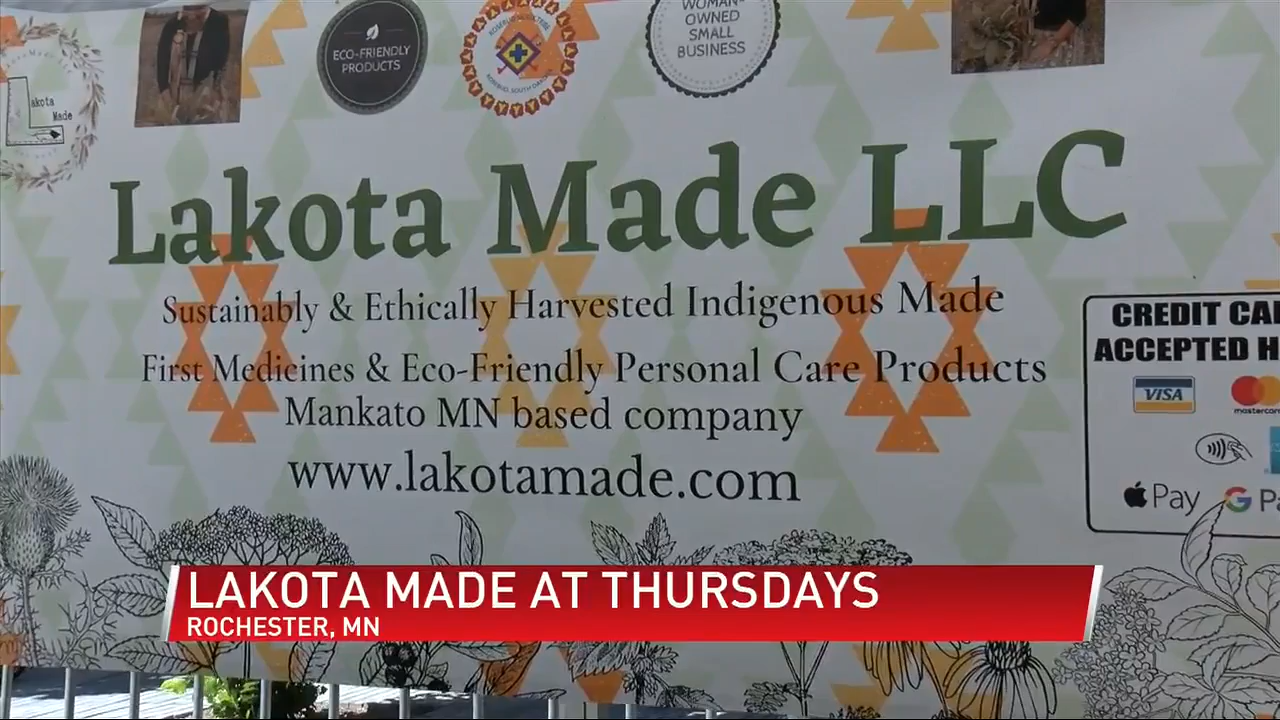 Lakota
Made
ECO-FRIENDLY
PRODUCTS
WOMAN-
OWNED
SMALL
BUSINESS
Lakota Made LLC
Sustainably & Ethically Harvested Indigenous Made
First Medicines & Eco-Friendly Personal Care Products
Mankato MN based company
www.lakotamade.com
CREDIT CA
ACCEPTED H
VISA
mastercar
Pay
G P
LAKOTA MADE AT THURSDAYS
ROCHESTER, MN